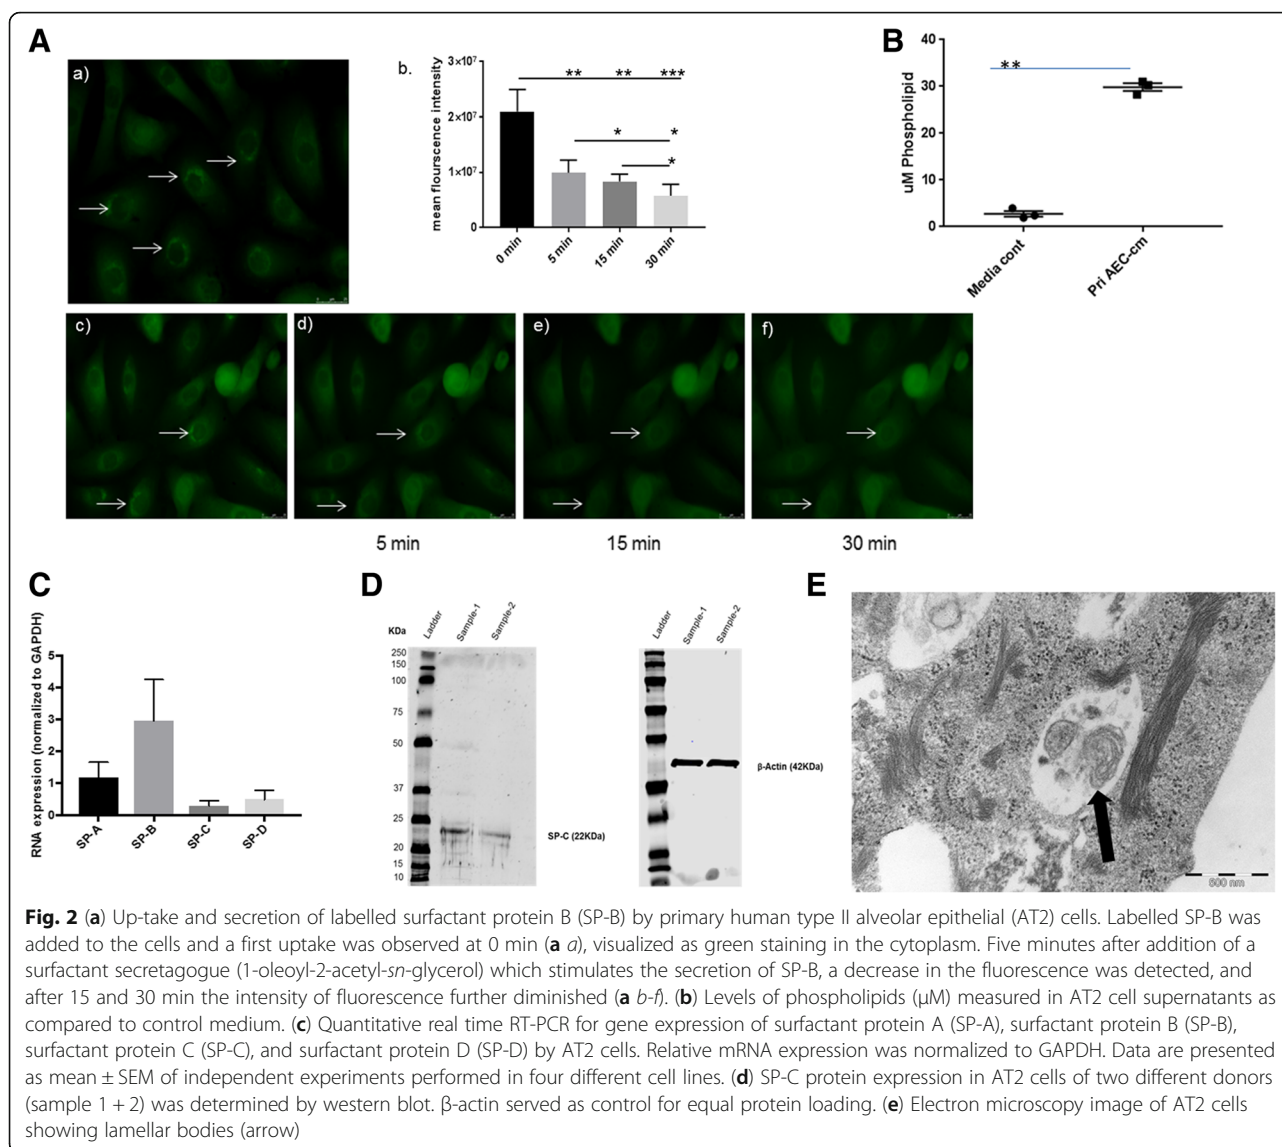 A
a)
b.
mean flourscence intensity
3×10⁷
2×10⁷
1×10⁷
0
** ** ***
* *
*
0 min
5 min
15 min
30 min
B
uM Phospholipid
40
30
20
10
0
**
Media cont
Pri AEC-cm
c)
d)
e)
f)
5 min
15 min
30 min
C
RNA expression (normalized to GAPDH)
5
4
3
2
1
0
SP-A
SP-B
SP-C
SP-D
D
KDa
Ladder
Sample-1
Sample-2
250
150
100
75
50
37
25
20
15
10
SP-C (22KDa)
Ladder
Sample-1
Sample-2
β-Actin (42KDa)
E
600 nm
Fig. 2 (a) Up-take and secretion of labelled surfactant protein B (SP-B) by primary human type II alveolar epithelial (AT2) cells. Labelled SP-B was
added to the cells and a first uptake was observed at 0 min (a a), visualized as green staining in the cytoplasm. Five minutes after addition of a
surfactant secretagogue (1-oleoyl-2-acetyl-sn-glycerol) which stimulates the secretion of SP-B, a decrease in the fluorescence was detected, and
after 15 and 30 min the intensity of fluorescence further diminished (a b-f). (b) Levels of phospholipids (μM) measured in AT2 cell supernatants as
compared to control medium. (c) Quantitative real time RT-PCR for gene expression of surfactant protein A (SP-A), surfactant protein B (SP-B),
surfactant protein C (SP-C), and surfactant protein D (SP-D) by AT2 cells. Relative mRNA expression was normalized to GAPDH. Data are presented
as mean ± SEM of independent experiments performed in four different cell lines. (d) SP-C protein expression in AT2 cells of two different donors
(sample 1 + 2) was determined by western blot. β-actin served as control for equal protein loading. (e) Electron microscopy image of AT2 cells
showing lamellar bodies (arrow)